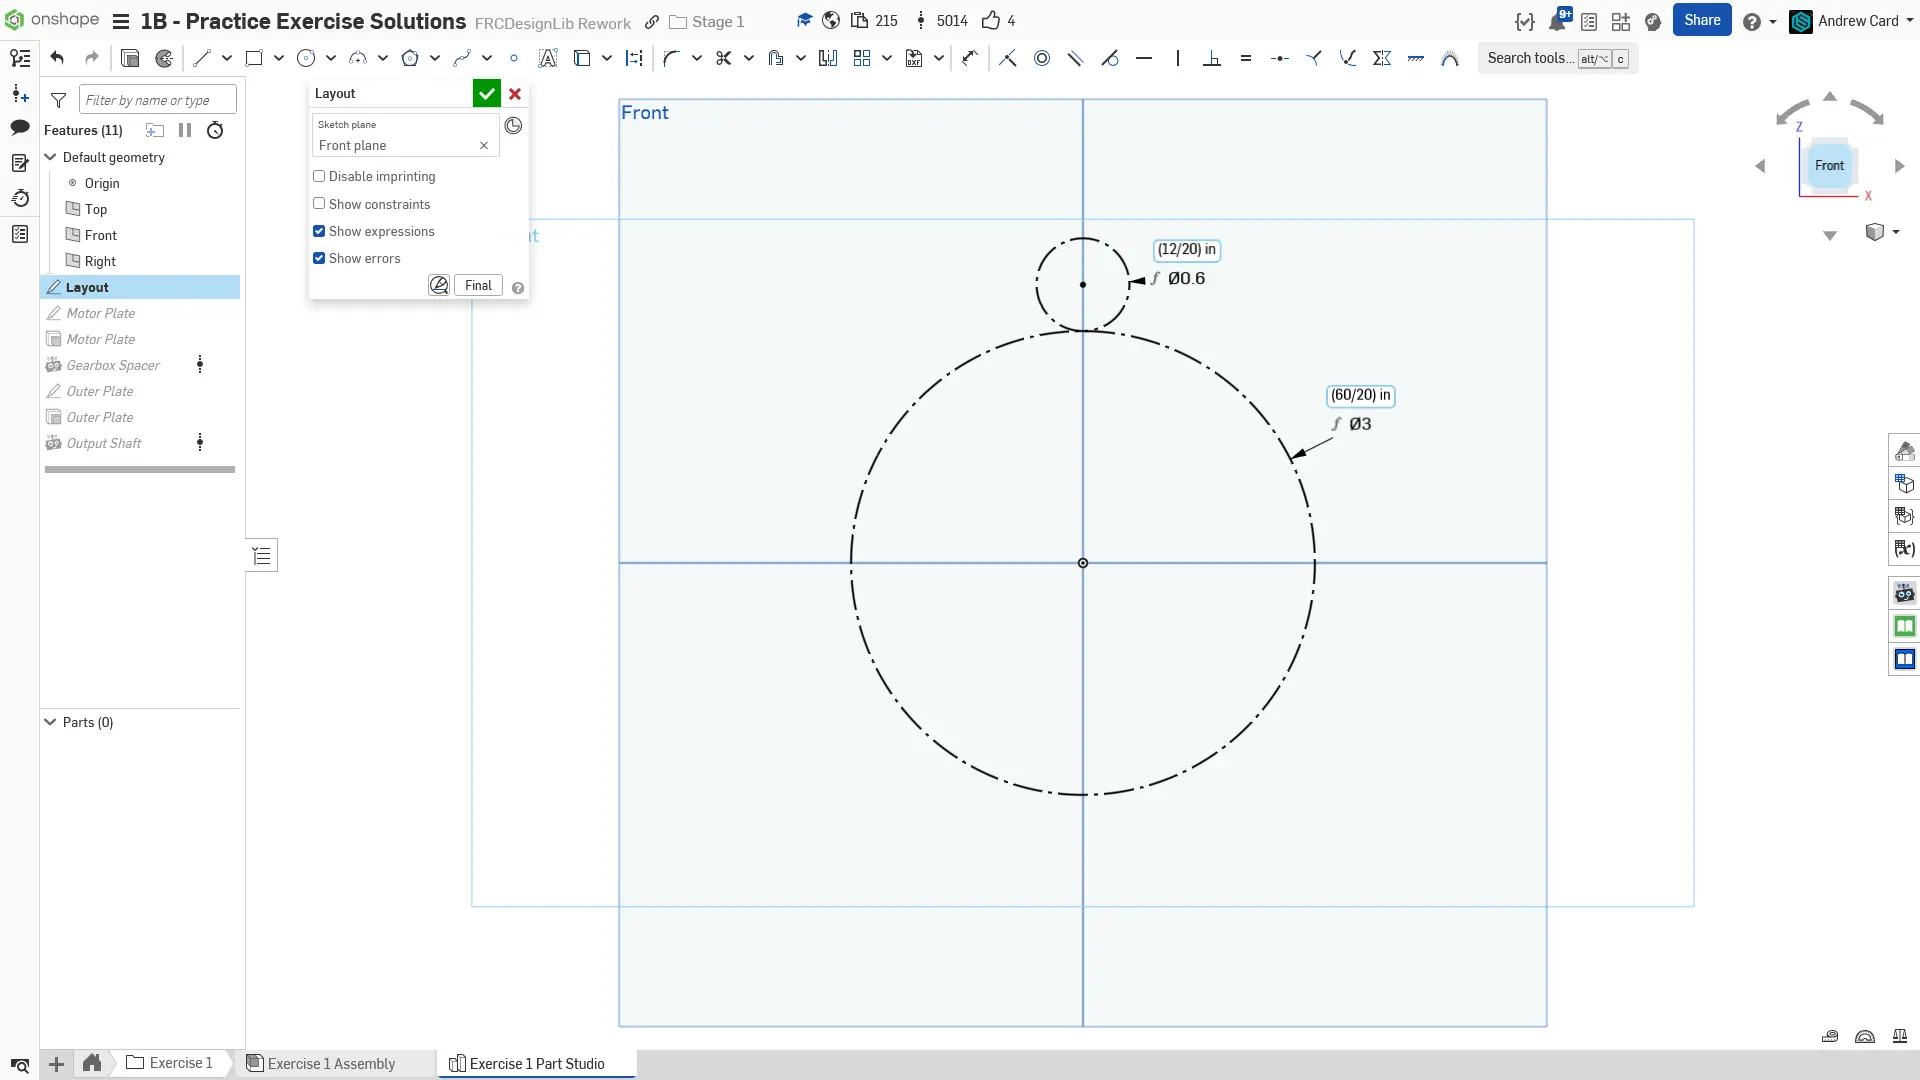 onshape
1B - Practice Exercise Solutions
FRCDesignLib Rework
Stage 1
215
5014
4
9+
Share
Andrew Card
Search tools...
alt/⌥
c
Filter by name or type
Features (11)
Default geometry
Origin
Top
Front
Right
Layout
Motor Plate
Motor Plate
Gearbox Spacer
Outer Plate
Outer Plate
Output Shaft
Parts (0)
Layout
Sketch plane
Front plane
Disable imprinting
Show constraints
Show expressions
Show errors
Final
Front
(12/20) in
f Ø0.6
(60/20) in
f Ø3
Z
Front
X
Exercise 1
Exercise 1 Assembly
Exercise 1 Part Studio